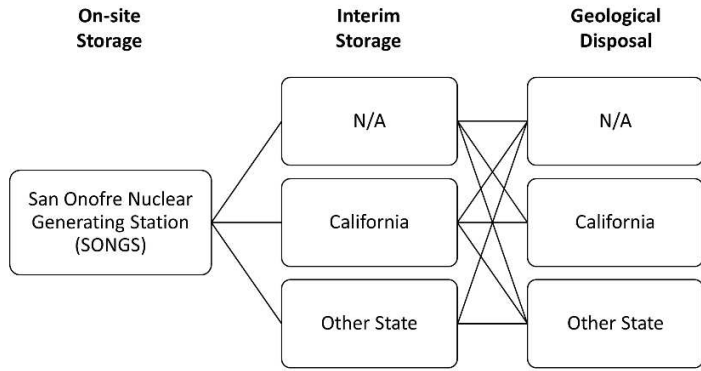 On-site
Storage
Interim
Storage
Geological
Disposal
San Onofre Nuclear
Generating Station
(SONGS)
N/A
California
Other State
N/A
California
Other State